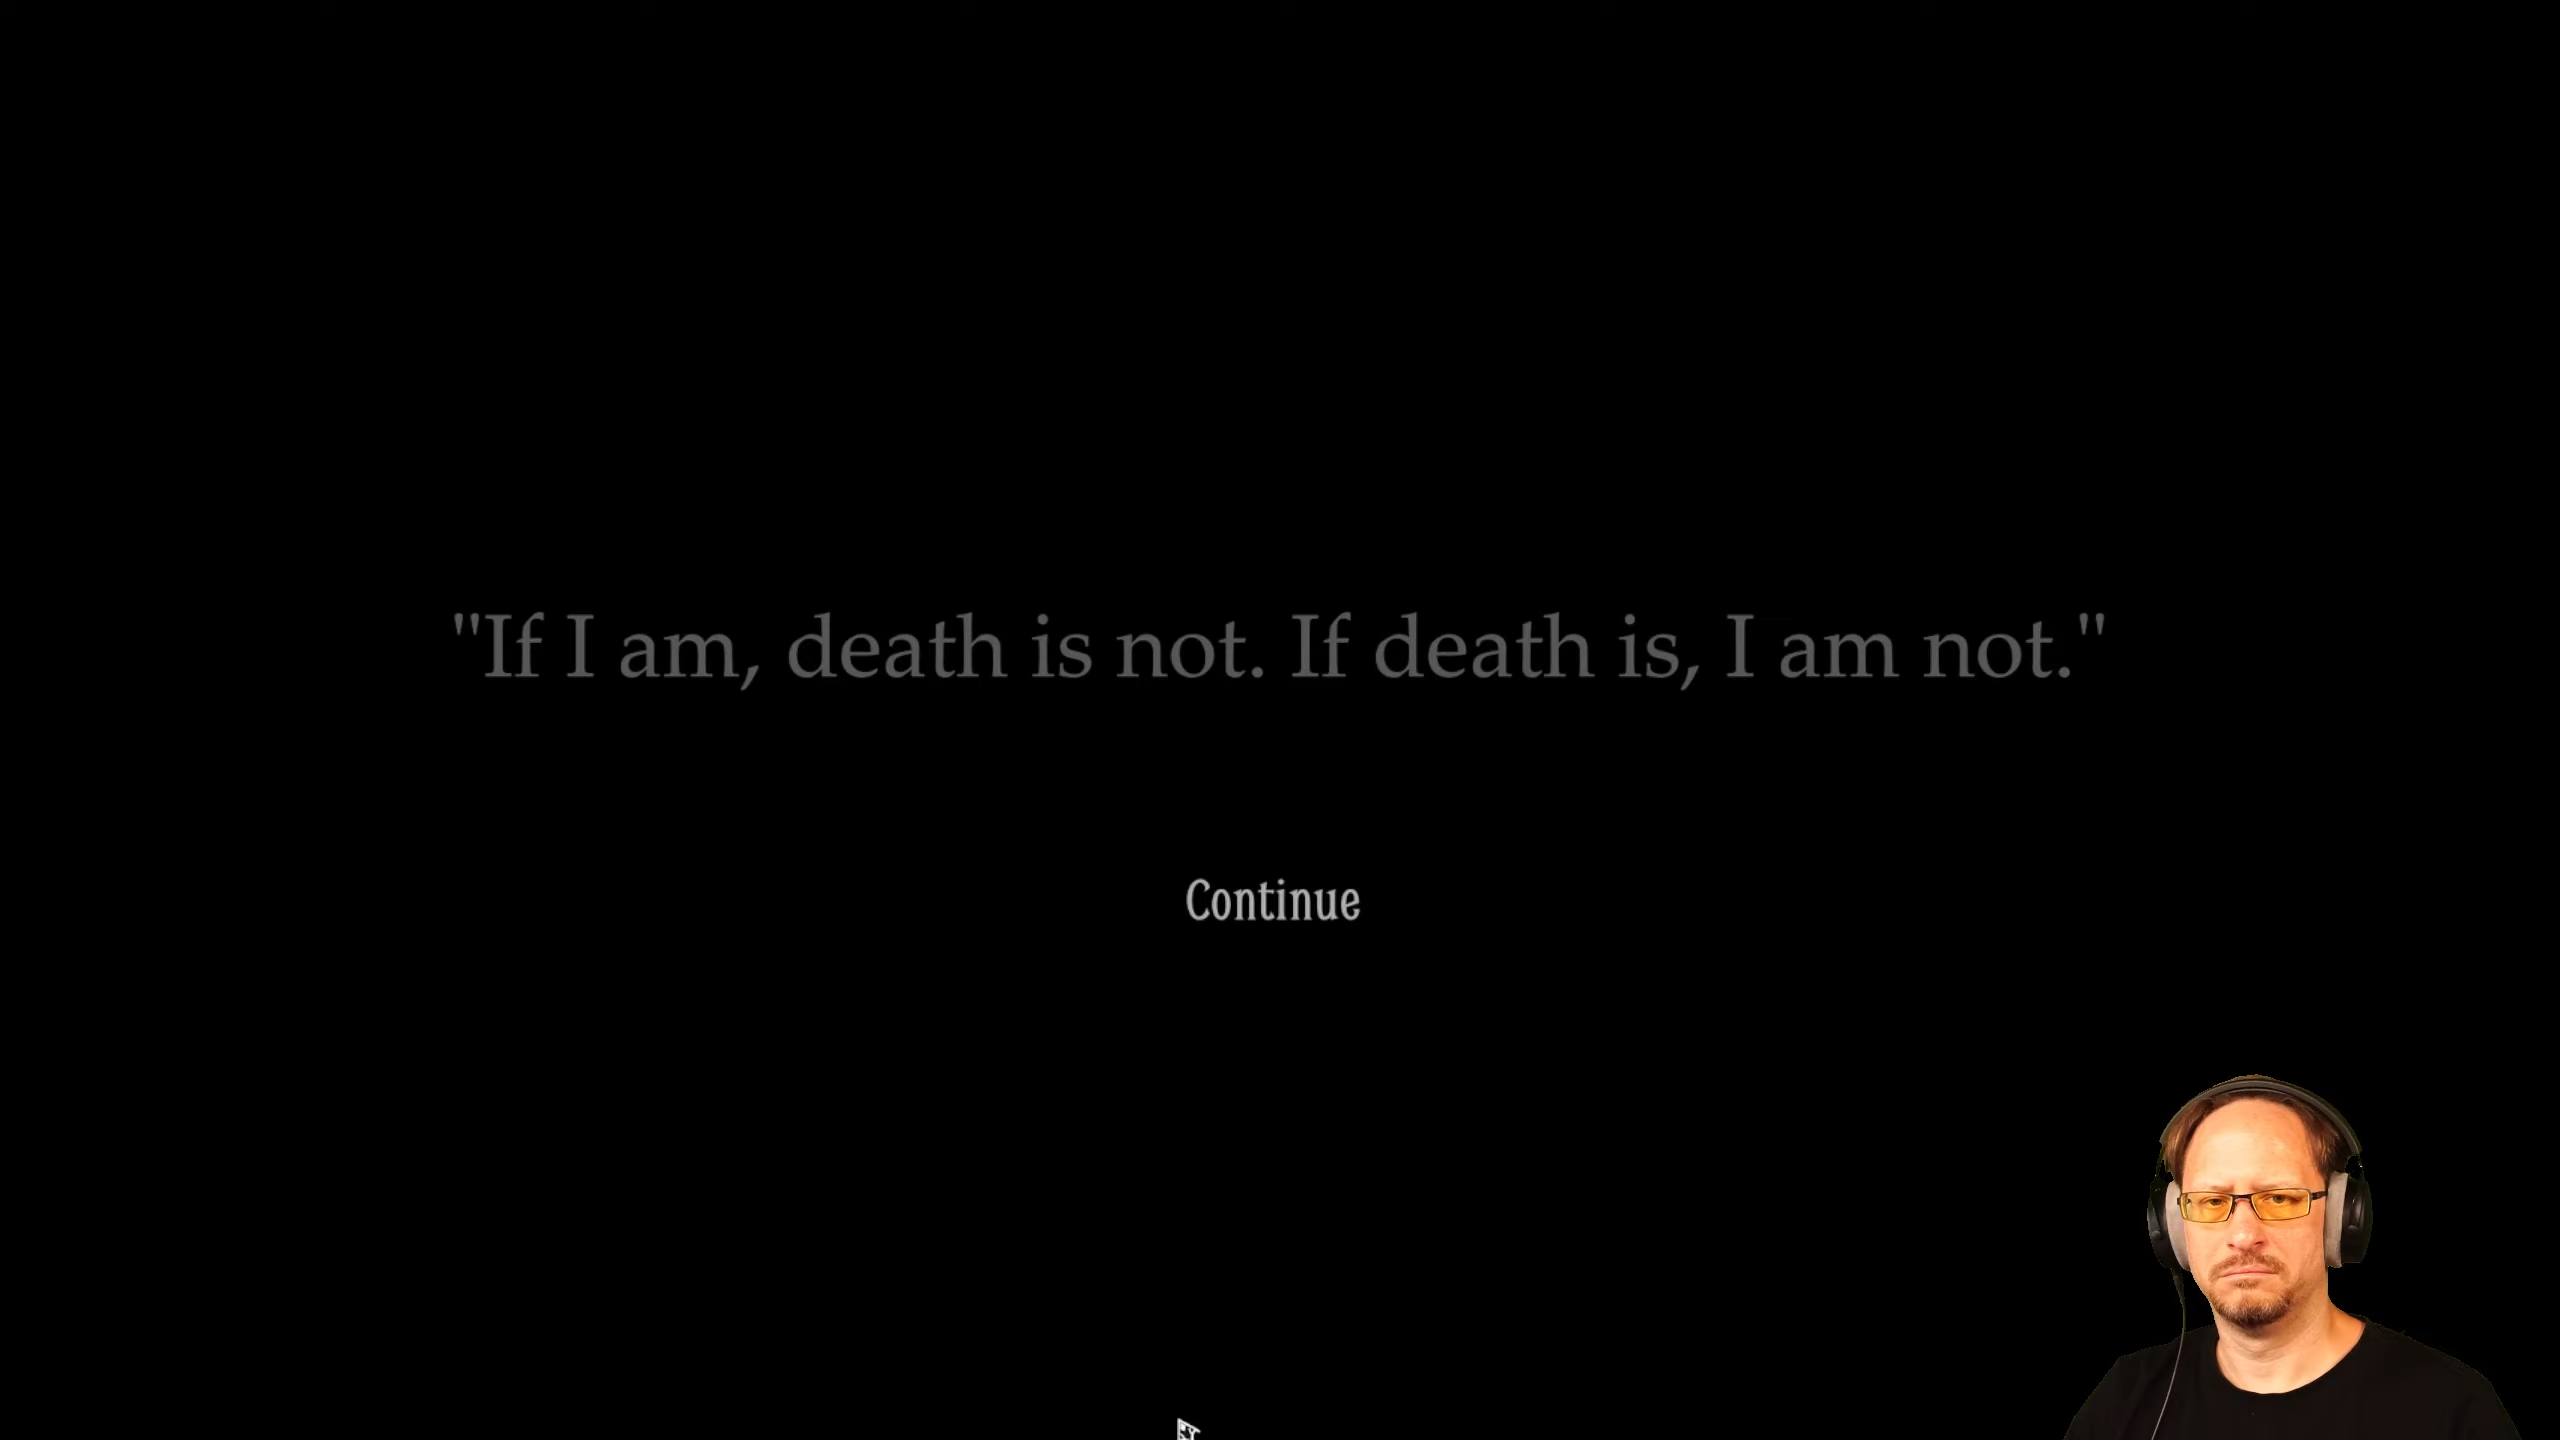 "If I am, death is not. If death is, I am not."
Continue